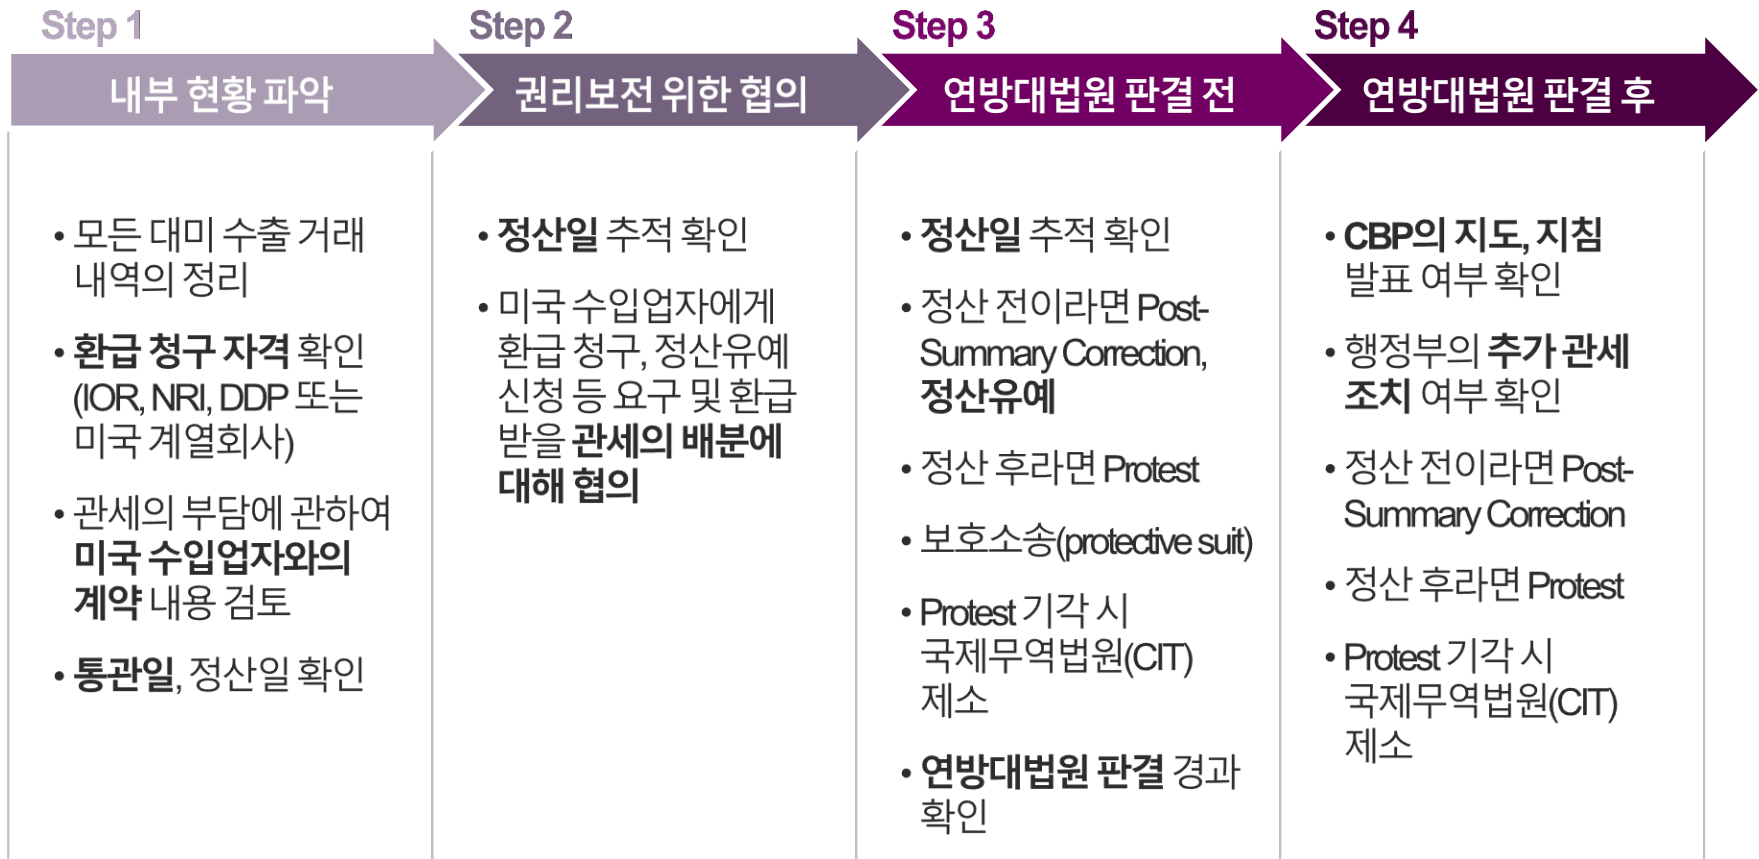 Step 1
내부 현황 파악
• 모든 대미 수출 거래
내역의 정리
• 환급 청구 자격 확인
(IOR, NRI, DDP 또는
미국 계열회사)
• 관세의 부담에 관하여
미국 수입업자와의
계약 내용 검토
• 통관일, 정산일 확인
Step 2
권리보전 위한 협의
• 정산일 추적 확인
• 미국 수입업자에게
환급 청구, 정산유예
신청 등 요구 및 환급
받을 관세의 배분에
대해 협의
Step 3
연방대법원 판결 전
• 정산일 추적 확인
• 정산 전이라면 Post-
Summary Correction,
정산유예
• 정산 후라면 Protest
• 보호소송(protective suit)
• Protest 기각 시
국제무역법원(CIT)
제소
• 연방대법원 판결 경과
확인
Step 4
연방대법원 판결 후
• CBP의 지도, 지침
발표 여부 확인
• 행정부의 추가 관세
조치 여부 확인
• 정산 전이라면 Post-
Summary Correction
• 정산 후라면 Protest
• Protest 기각 시
국제무역법원(CIT)
제소